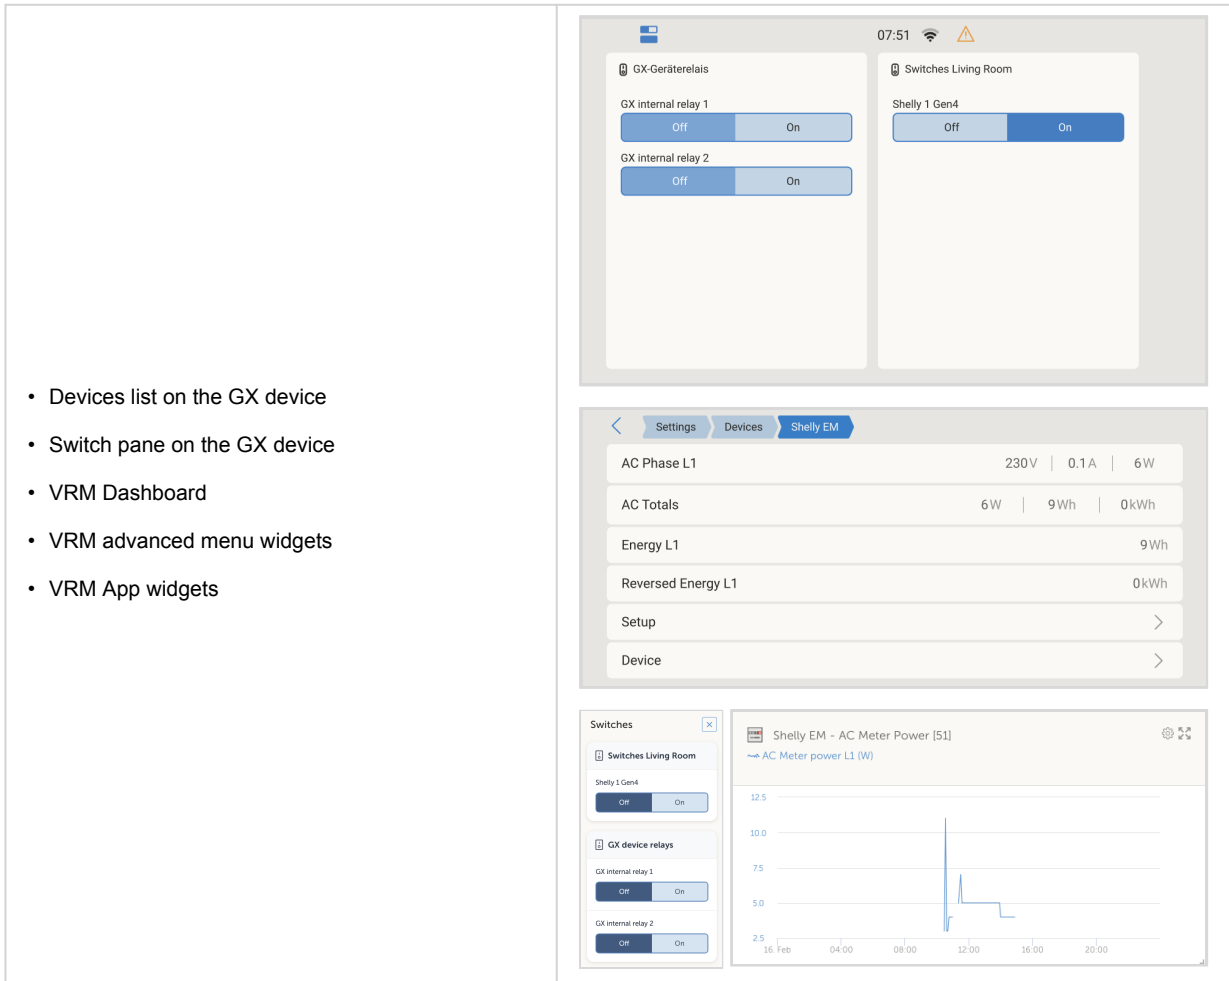 • Devices list on the GX device
• Switch pane on the GX device
• VRM Dashboard
• VRM advanced menu widgets
• VRM App widgets
07:51
GX-Geräterelais
GX internal relay 1
Off On
GX internal relay 2
Off On
Switches Living Room
Shelly 1 Gen4
Off On
Settings Devices Shelly EM
AC Phase L1 230V 0.1A 6W
AC Totals 6W 9Wh 0kWh
Energy L1 9Wh
Reversed Energy L1 0kWh
Setup
Device
Switches
Switches Living Room
Shelly 1 Gen4
Off On
GX device relays
GX internal relay 1
Off On
GX internal relay 2
Off On
Shelly EM - AC Meter Power [51]
AC Meter power L1 (W)
12.5
10.0
7.5
5.0
2.5
16. Feb 04:00 08:00 12:00 16:00 20:00